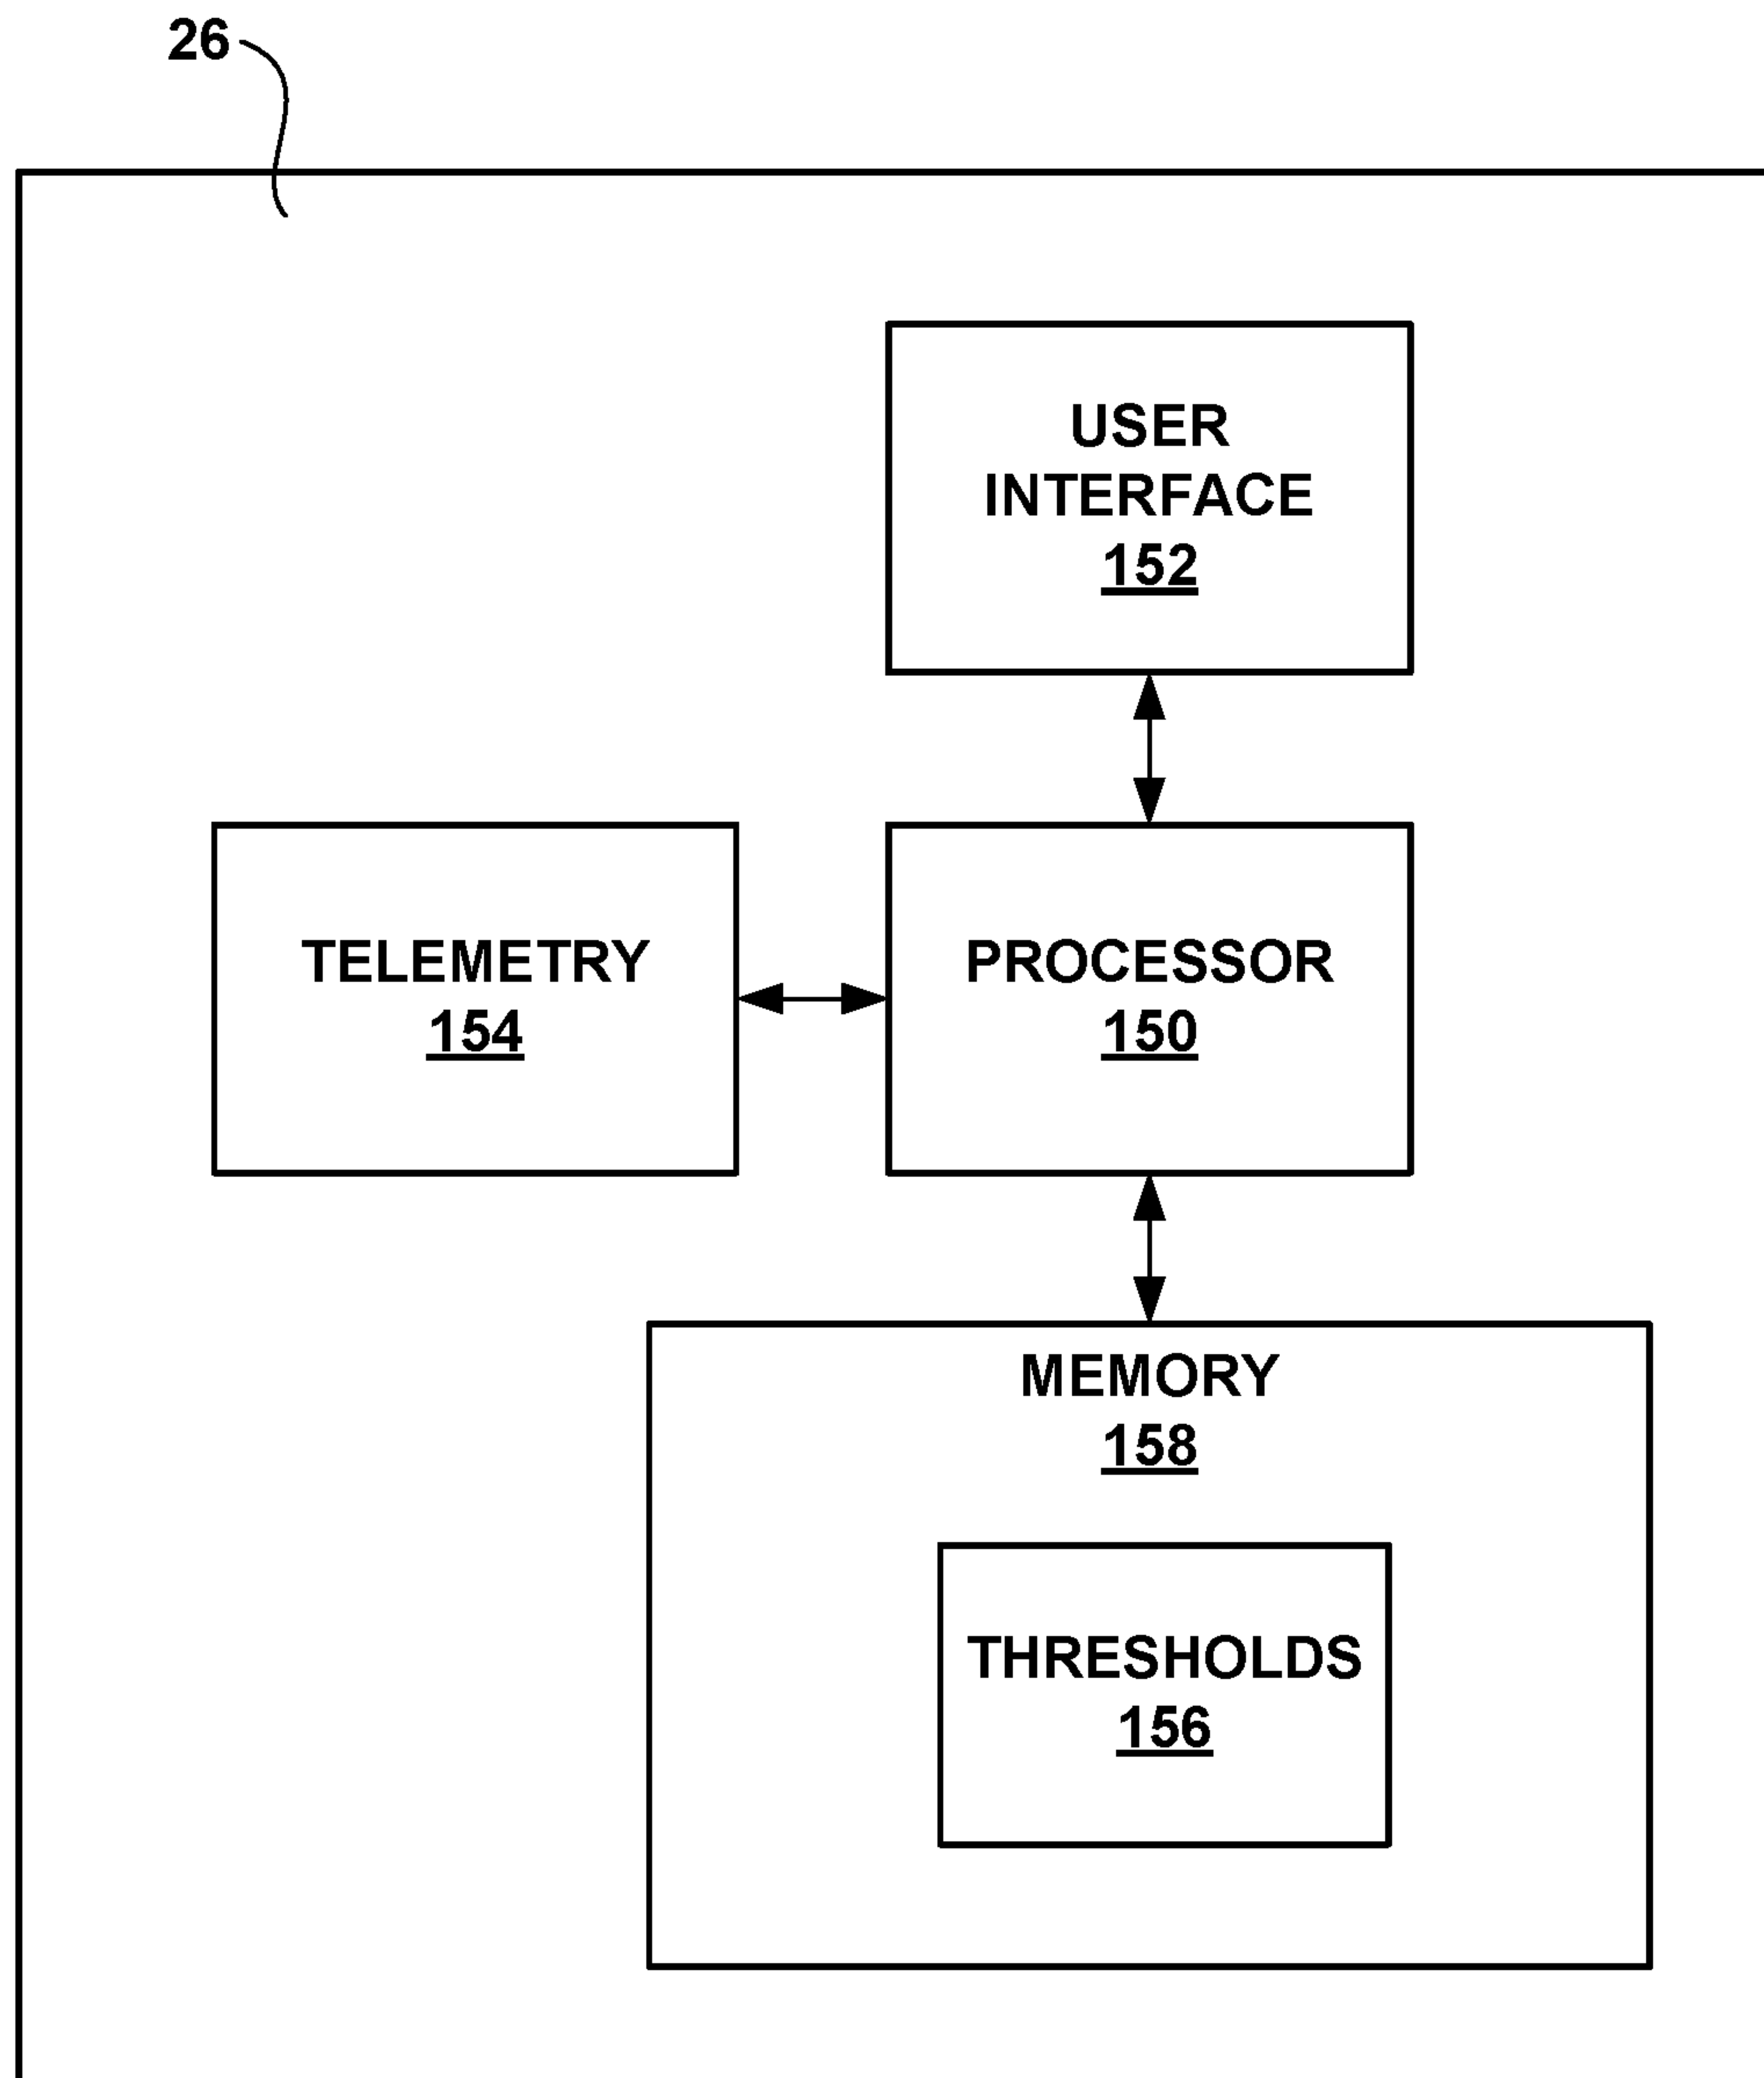 26
USER
INTERFACE
152
TELEMETRY
154
PROCESSOR
150
MEMORY
158
THRESHOLDS
156